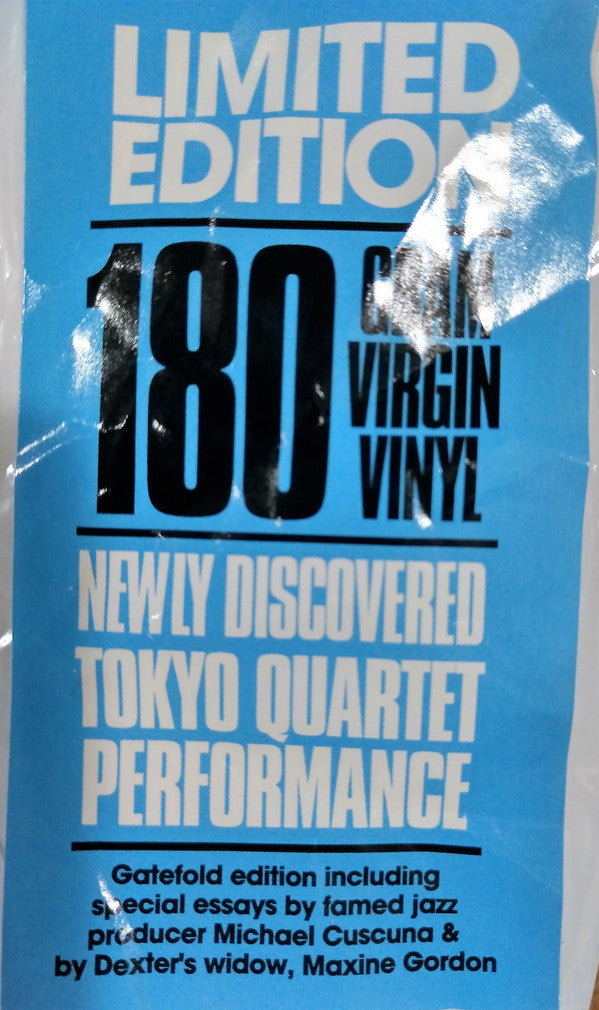 LIMITED
EDITION
180
GRAM
VIRGIN
VINYL
NEWLY DISCOVERED
TOKYO QUARTET
PERFORMANCE
Gatefold edition including
special essays by famed jazz
producer Michael Cuscuna &
by Dexter's widow, Maxine Gordon